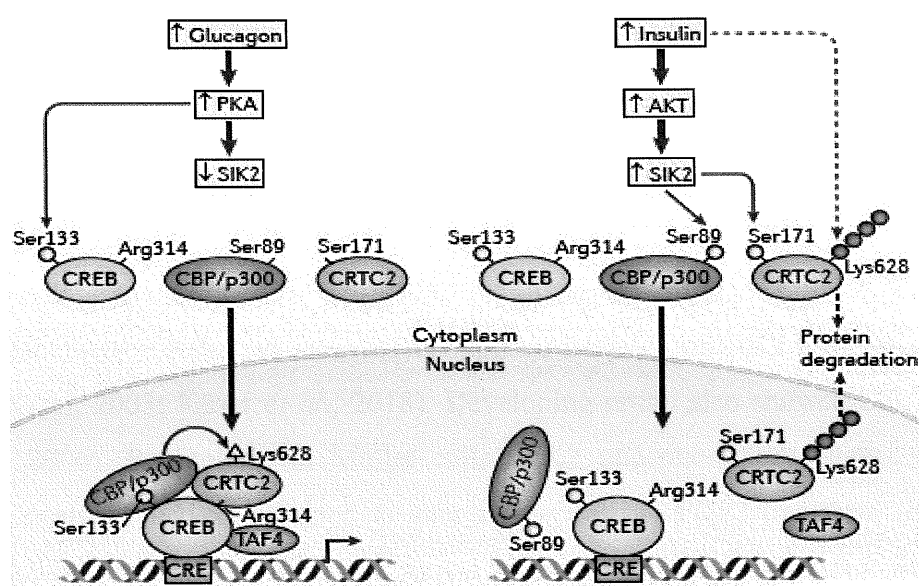 ↑ Glucagon
↑ PKA
↓ SIK2
Ser133
Arg314
Ser89
Ser171
CREB
CBP/p300
CRTC2
↑ Insulin
↑ AKT
↑ SIK2
Ser133
Arg314
Ser89
Ser171
CREB
CBP/p300
CRTC2
Lys628
Cytoplasm
Nucleus
Protein
degradation
Lys628
CBP/p300
CRTC2
Ser133
Arg314
CREB
TAF4
CRE
CBP/p300
Ser89
Ser133
Arg314
CREB
CRE
Ser171
CRTC2
Lys628
TAF4